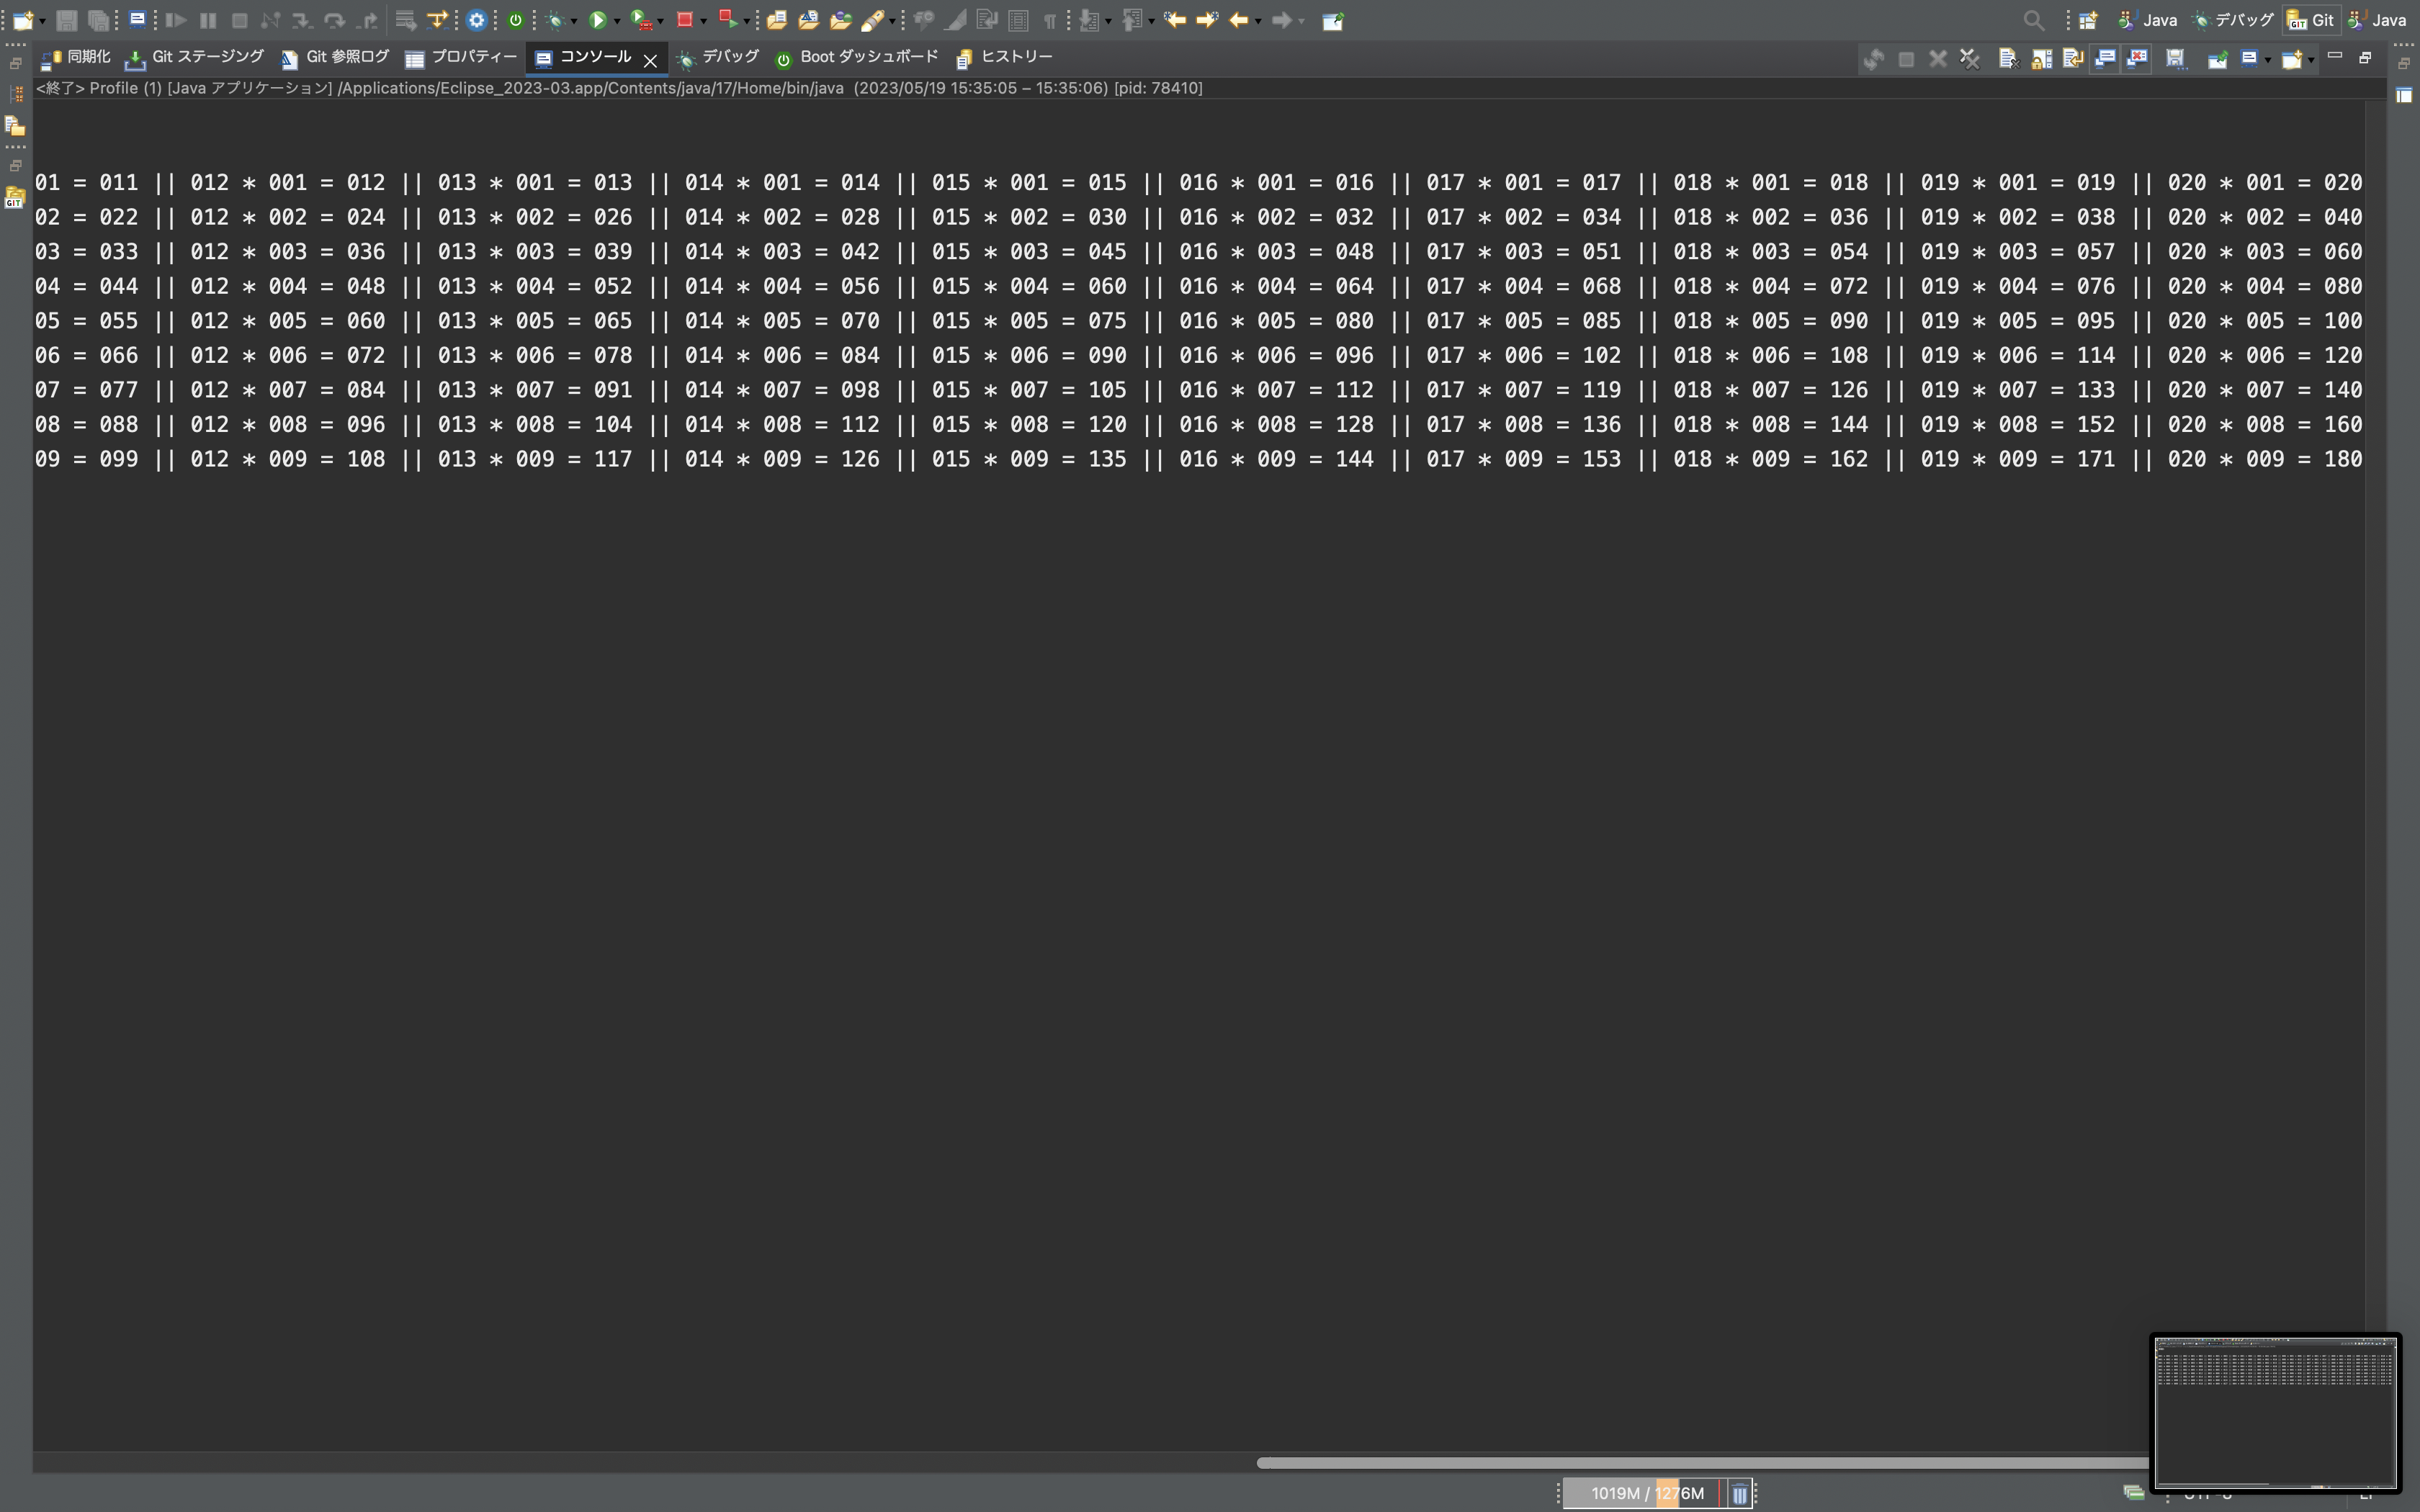 Java デバッグ Git Java
同期化 Git ステージング Git 参照ログ プロパティー コンソール デバッグ Boot ダッシュボード ヒストリー
<終了> Profile (1) [Java アプリケーション] /Applications/Eclipse_2023-03.app/Contents/java/17/Home/bin/java (2023/05/19 15:35:05 – 15:35:06) [pid: 78410]
01 = 011 || 012 * 001 = 012 || 013 * 001 = 013 || 014 * 001 = 014 || 015 * 001 = 015 || 016 * 001 = 016 || 017 * 001 = 017 || 018 * 001 = 018 || 019 * 001 = 019 || 020 * 001 = 020
02 = 022 || 012 * 002 = 024 || 013 * 002 = 026 || 014 * 002 = 028 || 015 * 002 = 030 || 016 * 002 = 032 || 017 * 002 = 034 || 018 * 002 = 036 || 019 * 002 = 038 || 020 * 002 = 040
03 = 033 || 012 * 003 = 036 || 013 * 003 = 039 || 014 * 003 = 042 || 015 * 003 = 045 || 016 * 003 = 048 || 017 * 003 = 051 || 018 * 003 = 054 || 019 * 003 = 057 || 020 * 003 = 060
04 = 044 || 012 * 004 = 048 || 013 * 004 = 052 || 014 * 004 = 056 || 015 * 004 = 060 || 016 * 004 = 064 || 017 * 004 = 068 || 018 * 004 = 072 || 019 * 004 = 076 || 020 * 004 = 080
05 = 055 || 012 * 005 = 060 || 013 * 005 = 065 || 014 * 005 = 070 || 015 * 005 = 075 || 016 * 005 = 080 || 017 * 005 = 085 || 018 * 005 = 090 || 019 * 005 = 095 || 020 * 005 = 100
06 = 066 || 012 * 006 = 072 || 013 * 006 = 078 || 014 * 006 = 084 || 015 * 006 = 090 || 016 * 006 = 096 || 017 * 006 = 102 || 018 * 006 = 108 || 019 * 006 = 114 || 020 * 006 = 120
07 = 077 || 012 * 007 = 084 || 013 * 007 = 091 || 014 * 007 = 098 || 015 * 007 = 105 || 016 * 007 = 112 || 017 * 007 = 119 || 018 * 007 = 126 || 019 * 007 = 133 || 020 * 007 = 140
08 = 088 || 012 * 008 = 096 || 013 * 008 = 104 || 014 * 008 = 112 || 015 * 008 = 120 || 016 * 008 = 128 || 017 * 008 = 136 || 018 * 008 = 144 || 019 * 008 = 152 || 020 * 008 = 160
09 = 099 || 012 * 009 = 108 || 013 * 009 = 117 || 014 * 009 = 126 || 015 * 009 = 135 || 016 * 009 = 144 || 017 * 009 = 153 || 018 * 009 = 162 || 019 * 009 = 171 || 020 * 009 = 180
1019M / 1276M